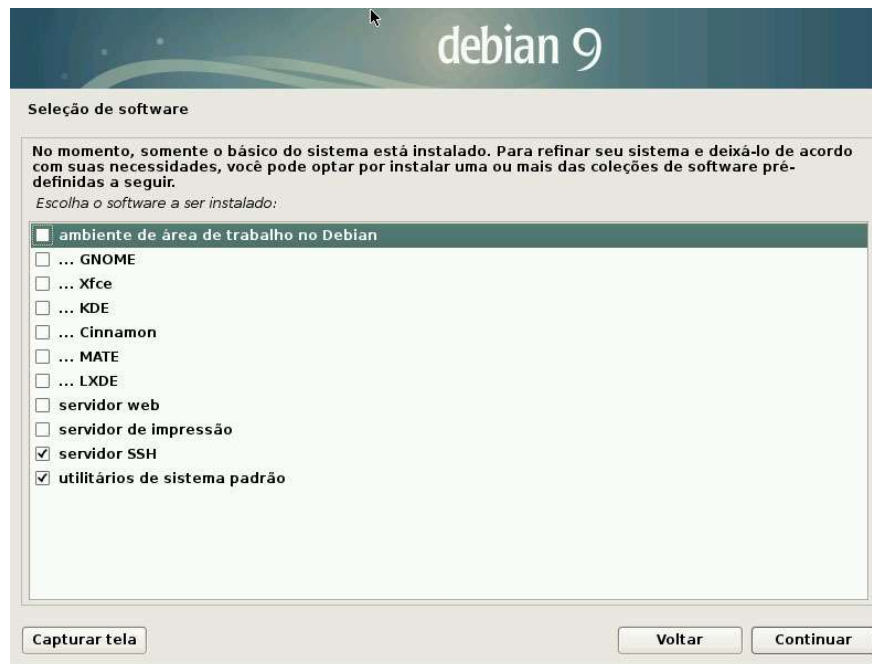 debian 9
Seleção de software
No momento, somente o básico do sistema está instalado. Para refinar seu sistema e deixá-lo de acordo
com suas necessidades, você pode optar por instalar uma ou mais das coleções de software pré-
definidas a seguir.
Escolha o software a ser instalado:
ambiente de área de trabalho no Debian
... GNOME
... Xfce
... KDE
... Cinnamon
... MATE
... LXDE
servidor web
servidor de impressão
servidor SSH
utilitários de sistema padrão
Capturar tela
Voltar
Continuar